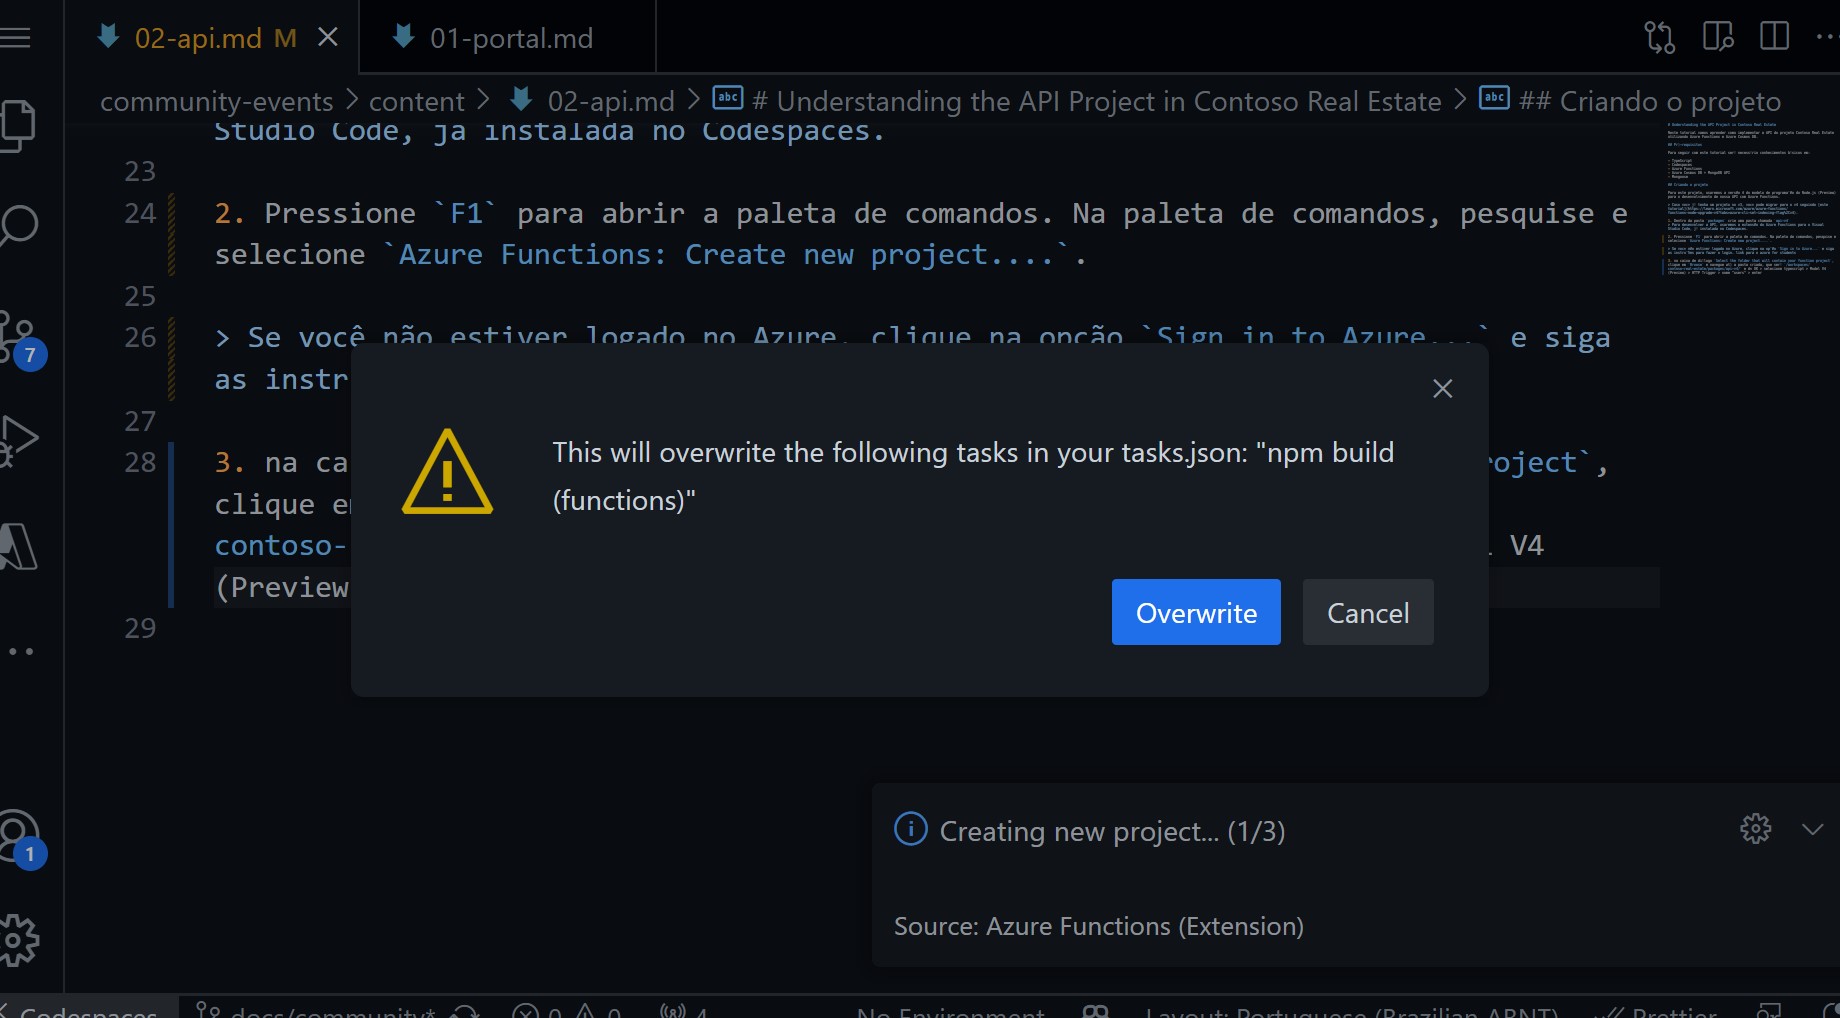 02-api.md M
01-portal.md
community-events > content > 02-api.md > # Understanding the API Project in Contoso Real Estate > ## Criando o projeto
Studio Code, já instalada no Codespaces.
23
24 2. Pressione `F1` para abrir a paleta de comandos. Na paleta de comandos, pesquise e
selecione `Azure Functions: Create new project....`.
25
26 > Se você não estiver logado no Azure, clique na opção `Sign in to Azure...` e siga
as instr
27
28 3. na ca roject`,
clique e
contoso- V4
(Preview
29
This will overwrite the following tasks in your tasks.json: "npm build
(functions)"
Overwrite
Cancel
7
1
Creating new project... (1/3)
Source: Azure Functions (Extension)
Codespaces docs/community* 0 0 4 No Environment Layout: Portuguese (Brazilian ABNT) Prettier